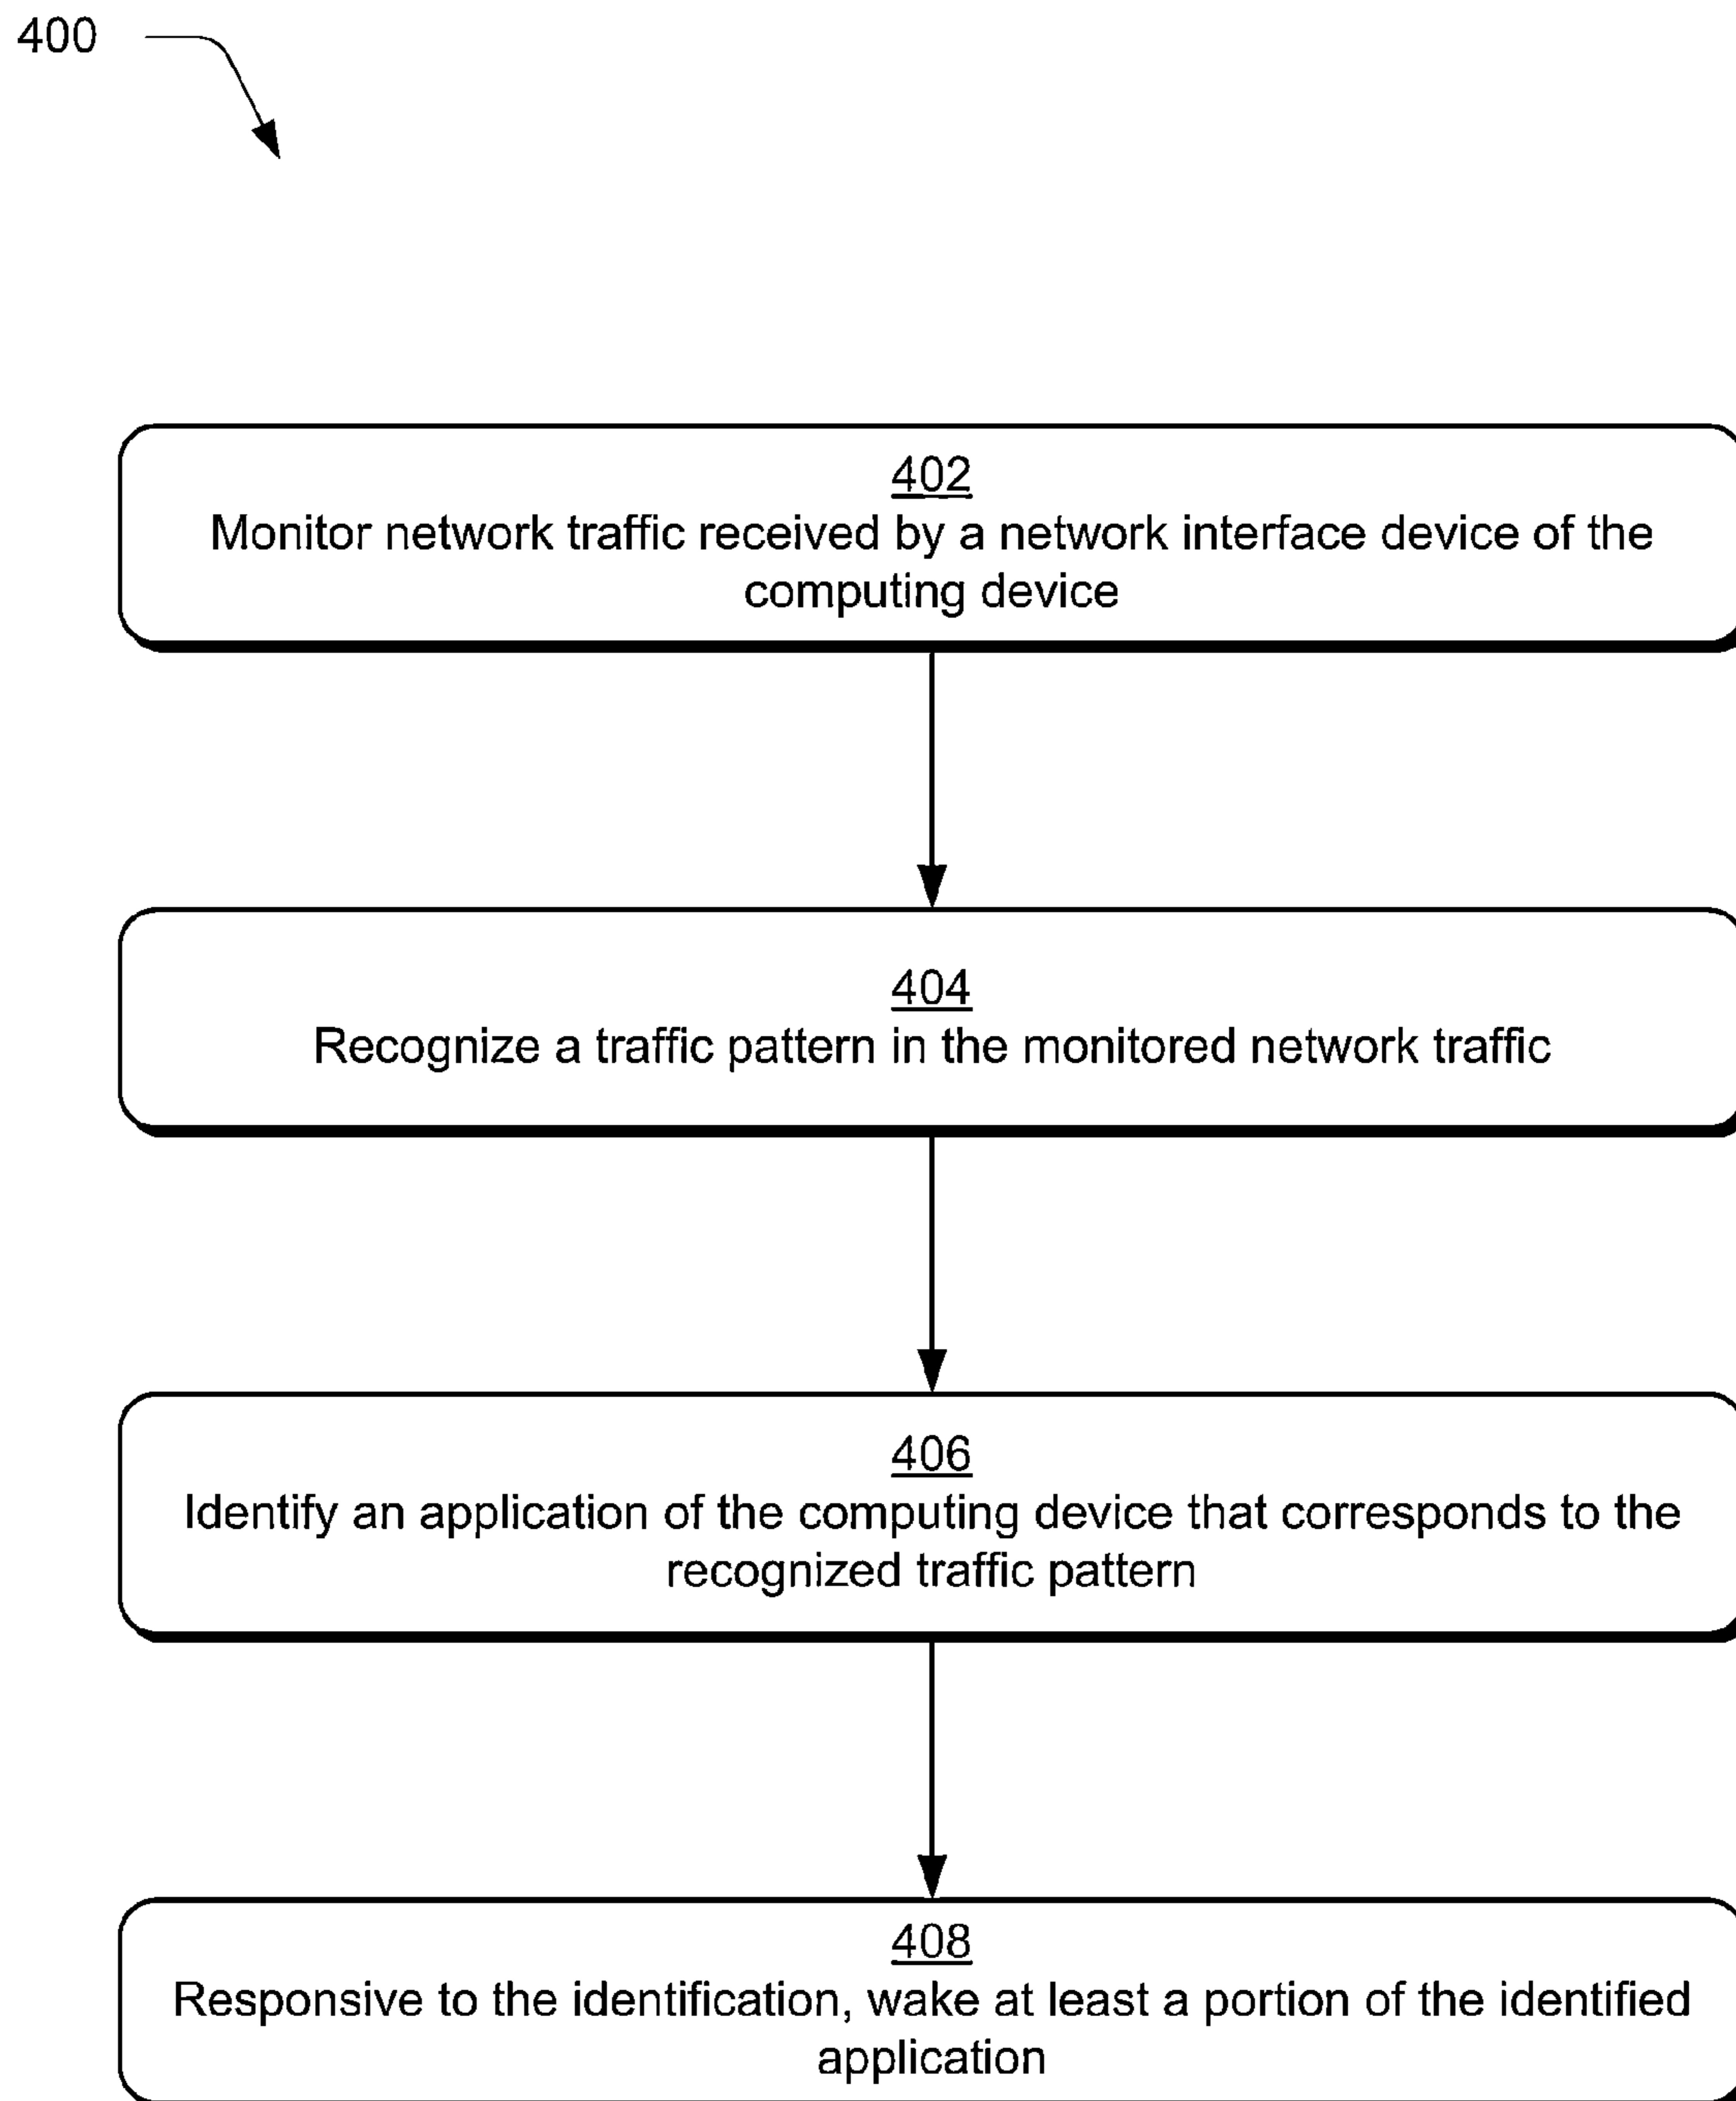 400
402
Monitor network traffic received by a network interface device of the
computing device
404
Recognize a traffic pattern in the monitored network traffic
406
Identify an application of the computing device that corresponds to the
recognized traffic pattern
408
Responsive to the identification, wake at least a portion of the identified
application